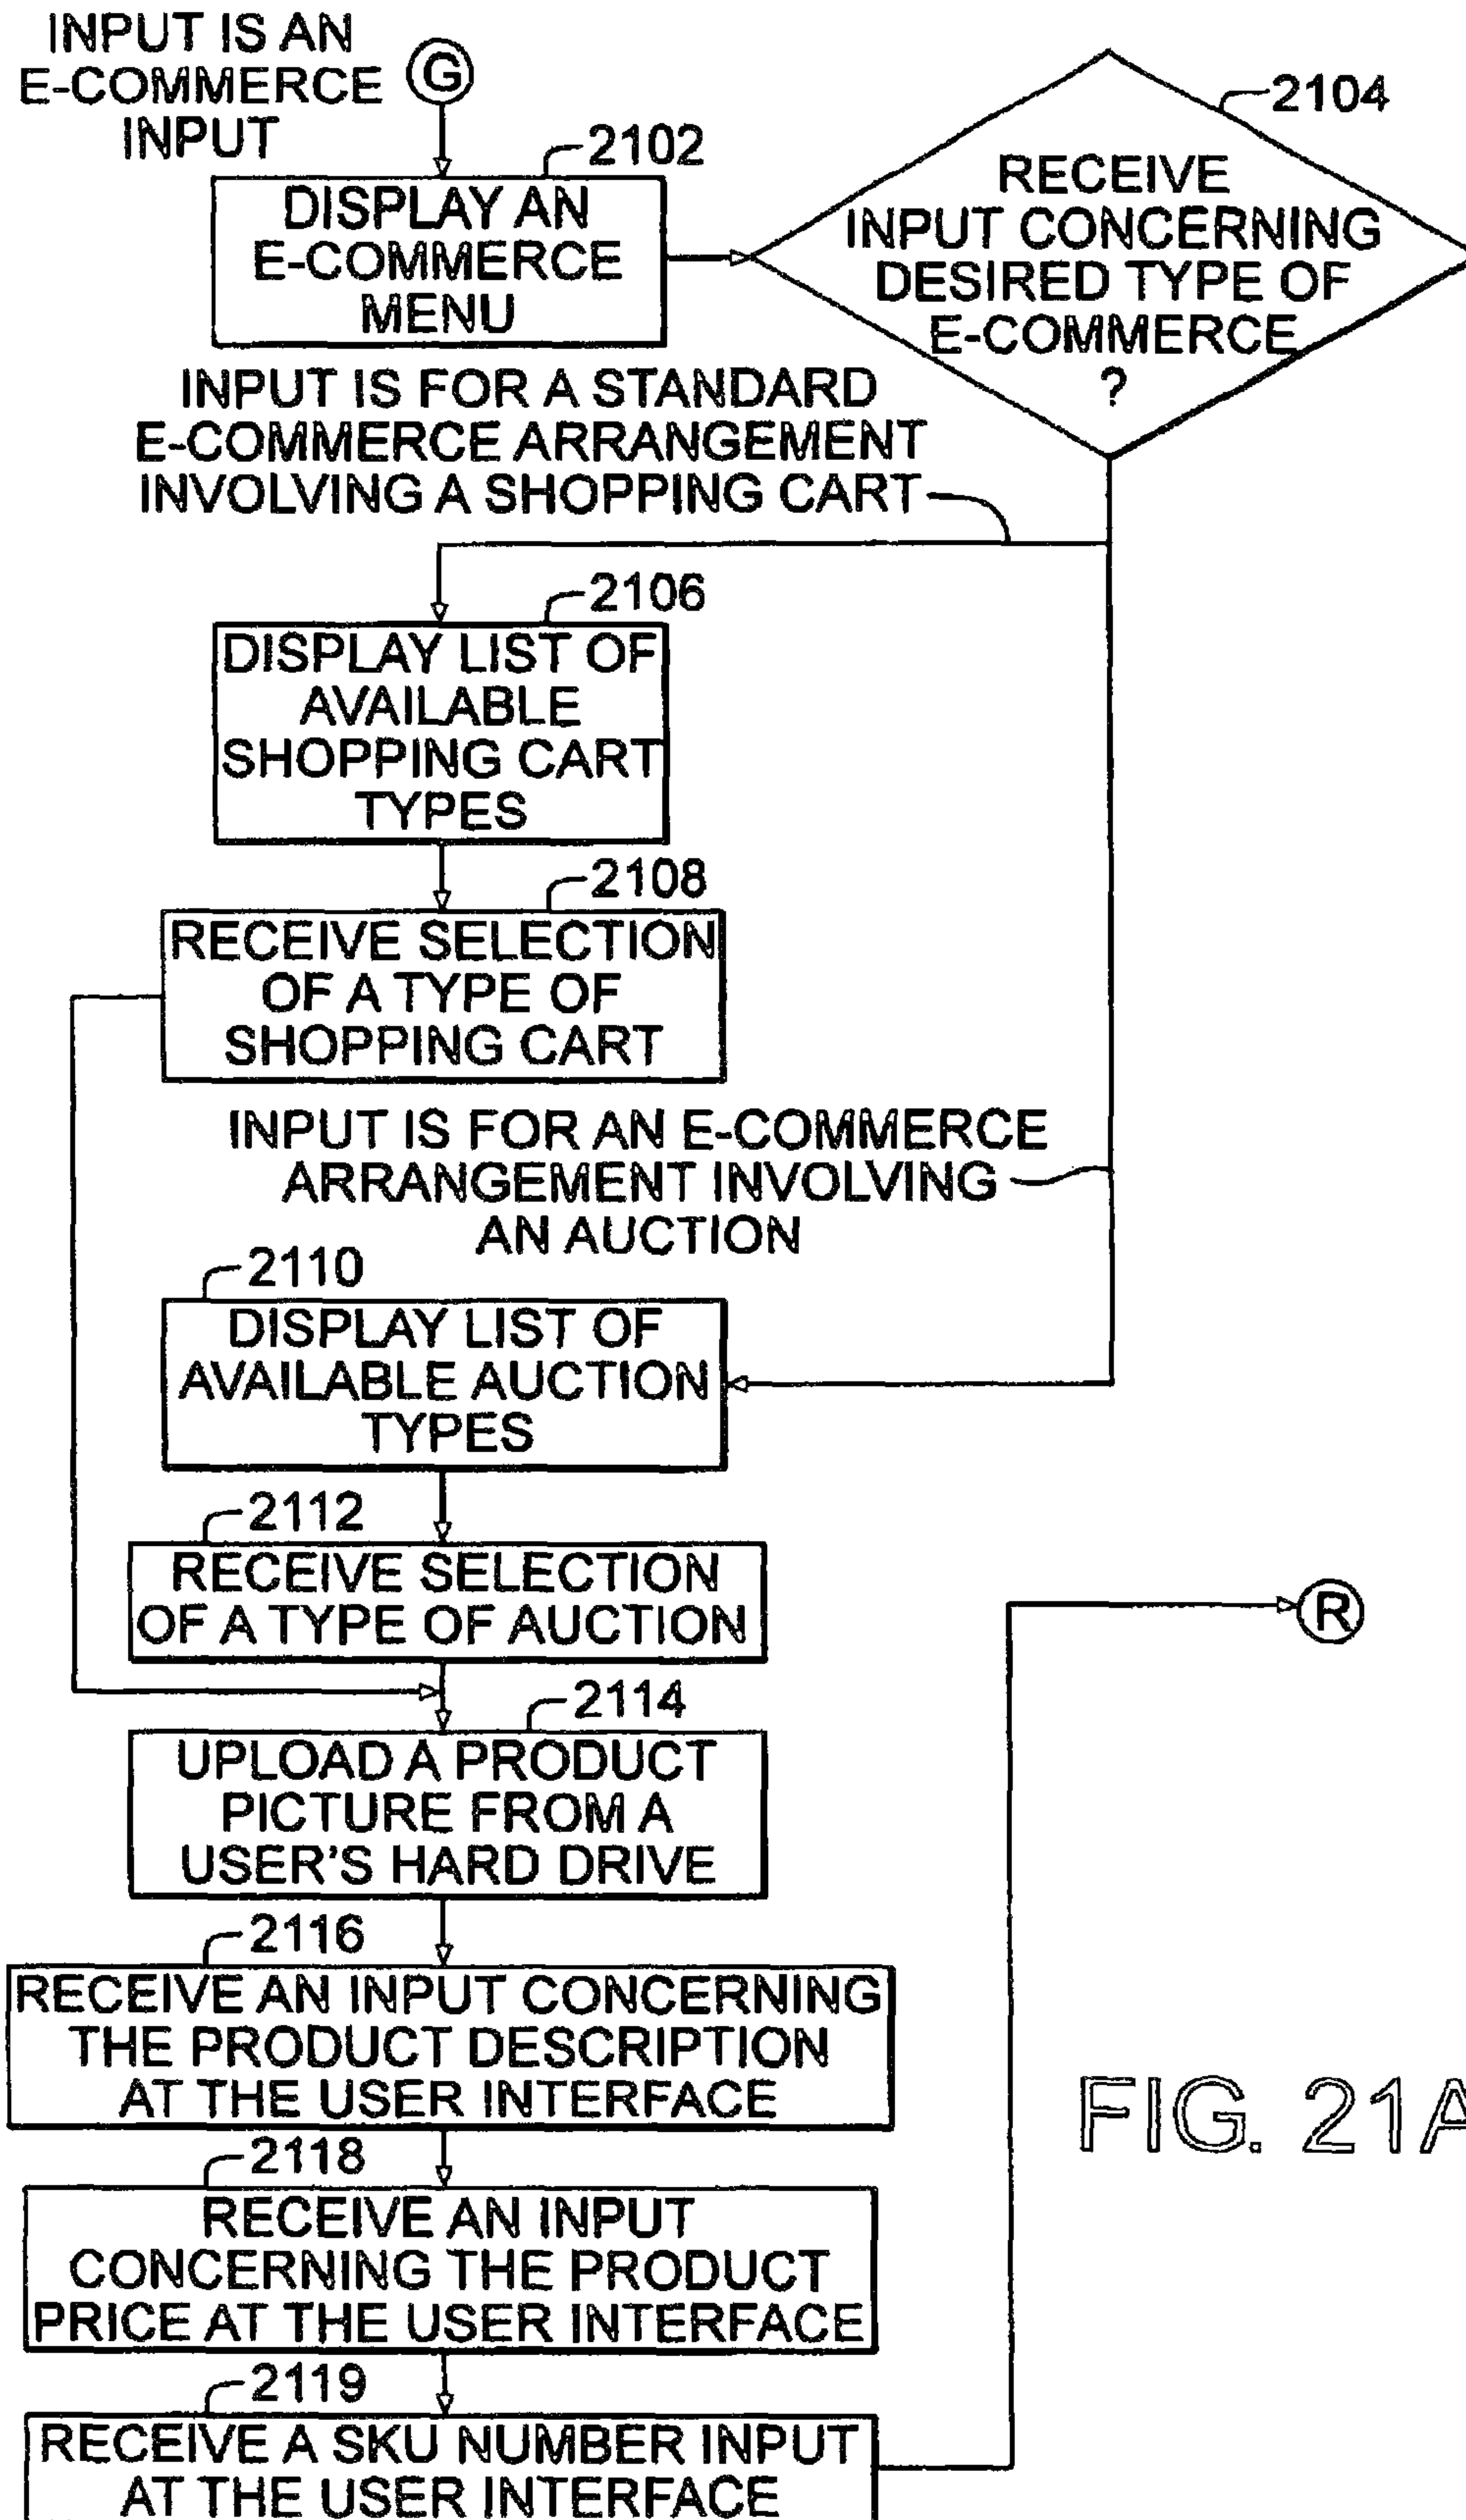 INPUT IS AN
E-COMMERCE
INPUT
G
2102
DISPLAY AN
E-COMMERCE
MENU
2104
RECEIVE
INPUT CONCERNING
DESIRED TYPE OF
E-COMMERCE
?
INPUT IS FOR A STANDARD
E-COMMERCE ARRANGEMENT
INVOLVING A SHOPPING CART
2106
DISPLAY LIST OF
AVAILABLE
SHOPPING CART
TYPES
2108
RECEIVE SELECTION
OF A TYPE OF
SHOPPING CART
INPUT IS FOR AN E-COMMERCE
ARRANGEMENT INVOLVING
AN AUCTION
2110
DISPLAY LIST OF
AVAILABLE AUCTION
TYPES
2112
RECEIVE SELECTION
OF A TYPE OF AUCTION
R
2114
UPLOAD A PRODUCT
PICTURE FROM A
USER'S HARD DRIVE
2116
RECEIVE AN INPUT CONCERNING
THE PRODUCT DESCRIPTION
AT THE USER INTERFACE
2118
RECEIVE AN INPUT
CONCERNING THE PRODUCT
PRICE AT THE USER INTERFACE
2119
RECEIVE A SKU NUMBER INPUT
AT THE USER INTERFACE
FIG. 21A